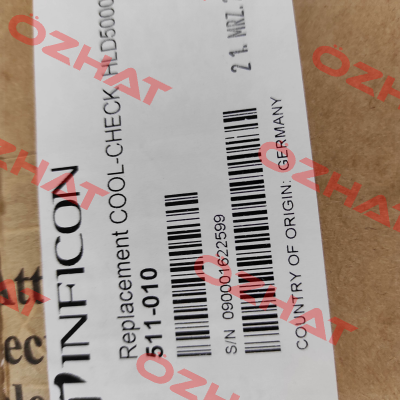 INFICON
Replacement COOL-CHECK HLD5000
511-010
S/N 090001622599
COUNTRY OF ORIGIN: GERMANY
21. MRZ.
OZHAT
OZHAT
OZHAT
OZHAT
OZHAT